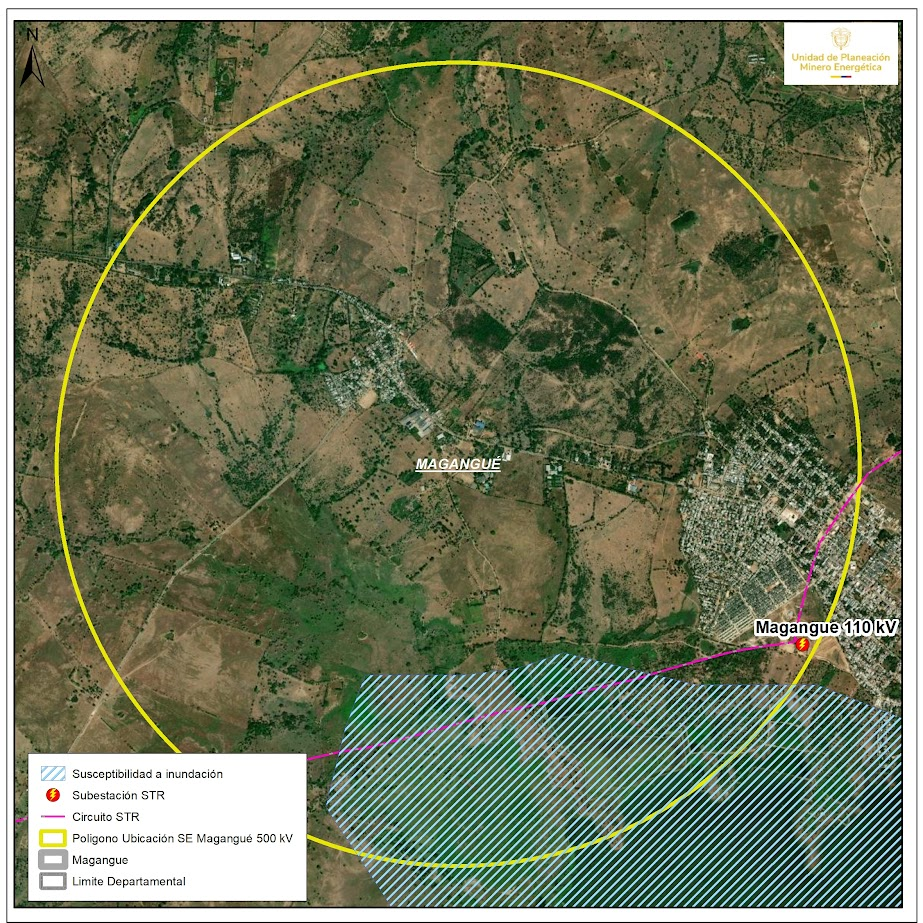 N
Unidad de Planeación
Minero Energética
MAGANGUÉ
Magangue 110 kV
Susceptibilidad a inundación
Subestación STR
Circuito STR
Poligono Ubicación SE Magangué 500 kV
Magangue
Limite Departamental